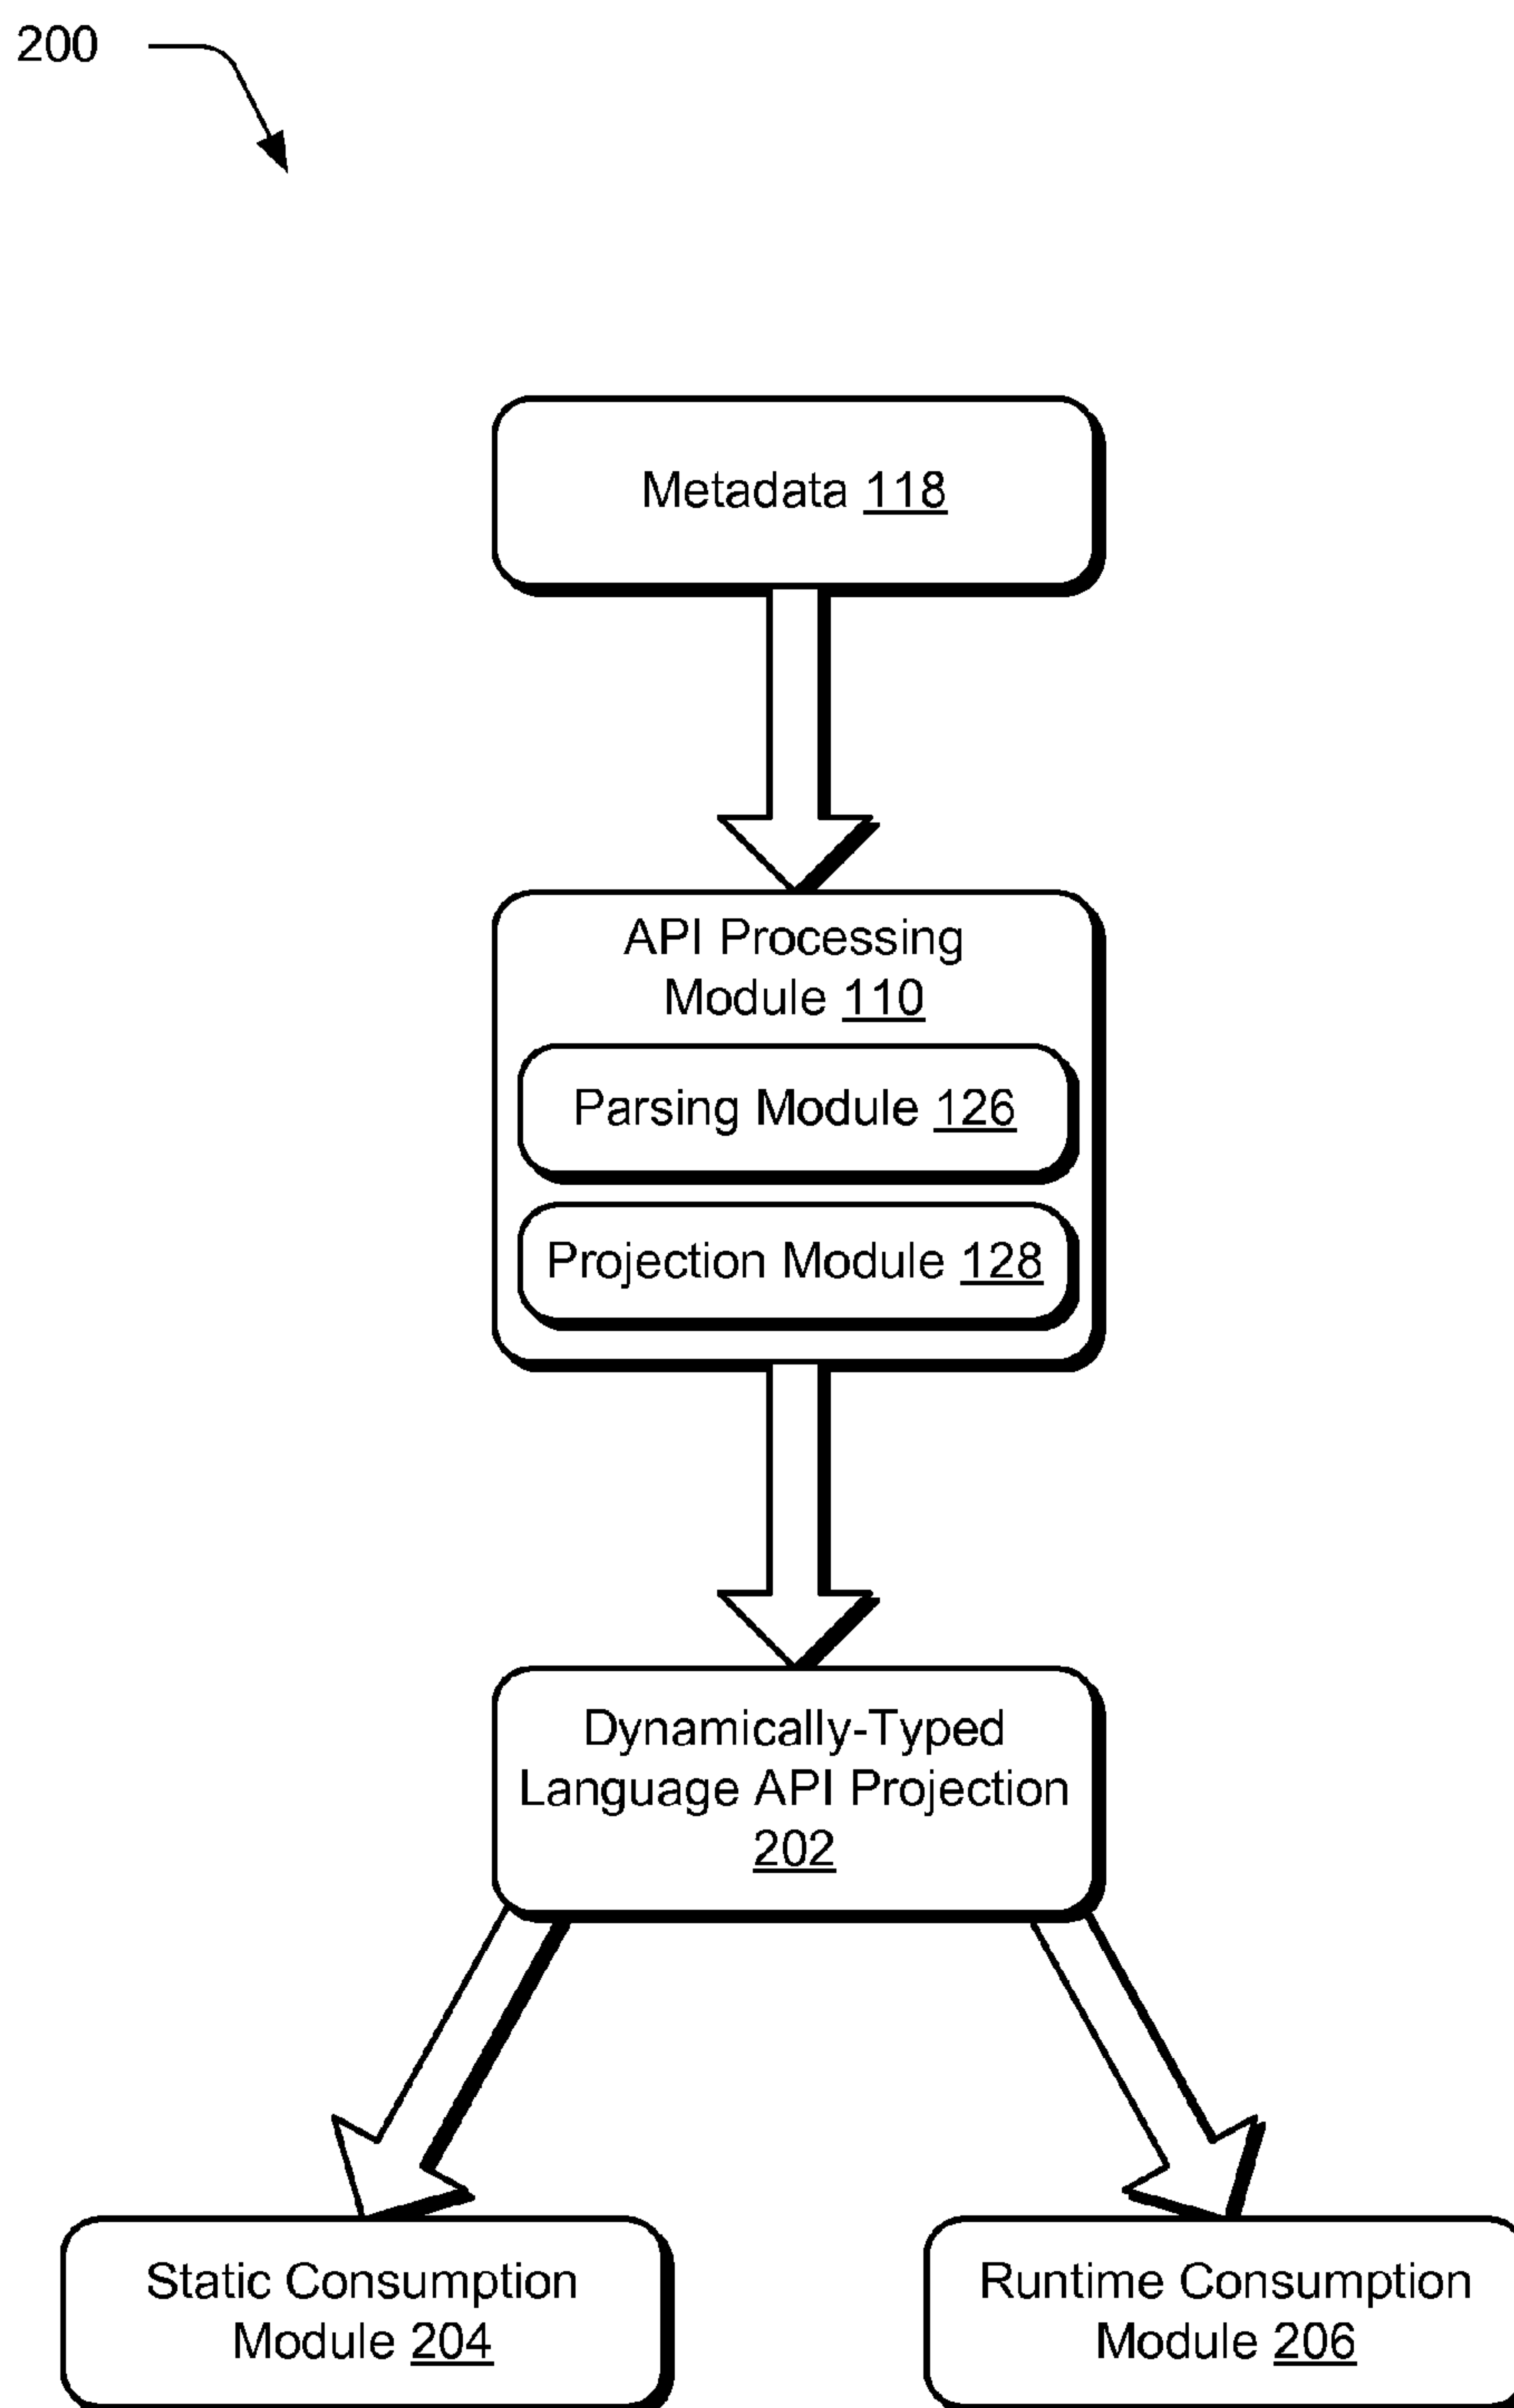 200
Metadata 118
API Processing
Module 110
Parsing Module 126
Projection Module 128
Dynamically-Typed
Language API Projection
202
Static Consumption
Module 204
Runtime Consumption
Module 206